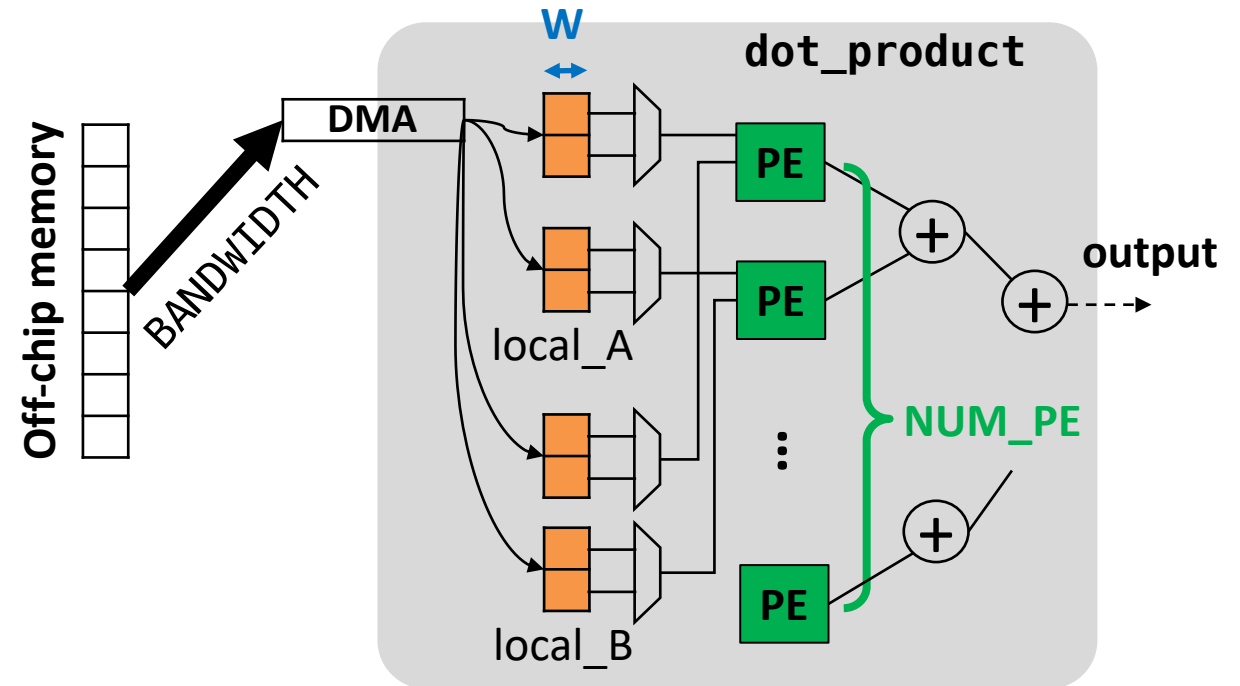 W
dot_product
DMA
Off-chip memory
BANDWIDTH
PE
+
output
PE
+
local_A
NUM_PE
⋮
+
PE
local_B